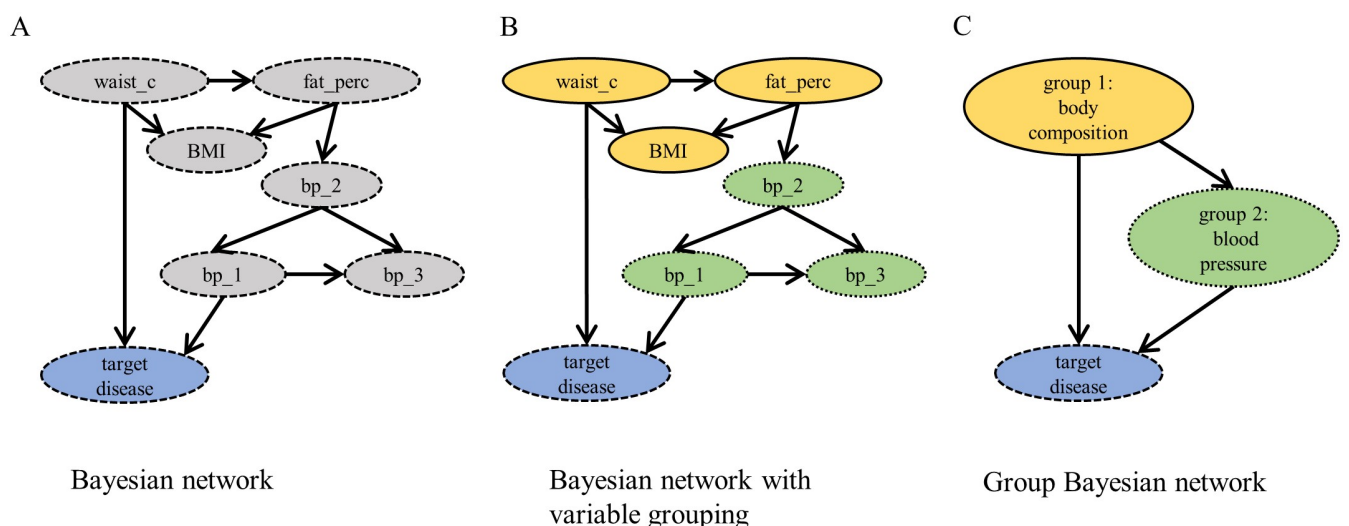 A
waist_c
fat_perc
BMI
bp_2
bp_1
bp_3
target
disease
Bayesian network
B
waist_c
fat_perc
BMI
bp_2
bp_1
bp_3
target
disease
Bayesian network with
variable grouping
C
group 1:
body
composition
group 2:
blood
pressure
target
disease
Group Bayesian network